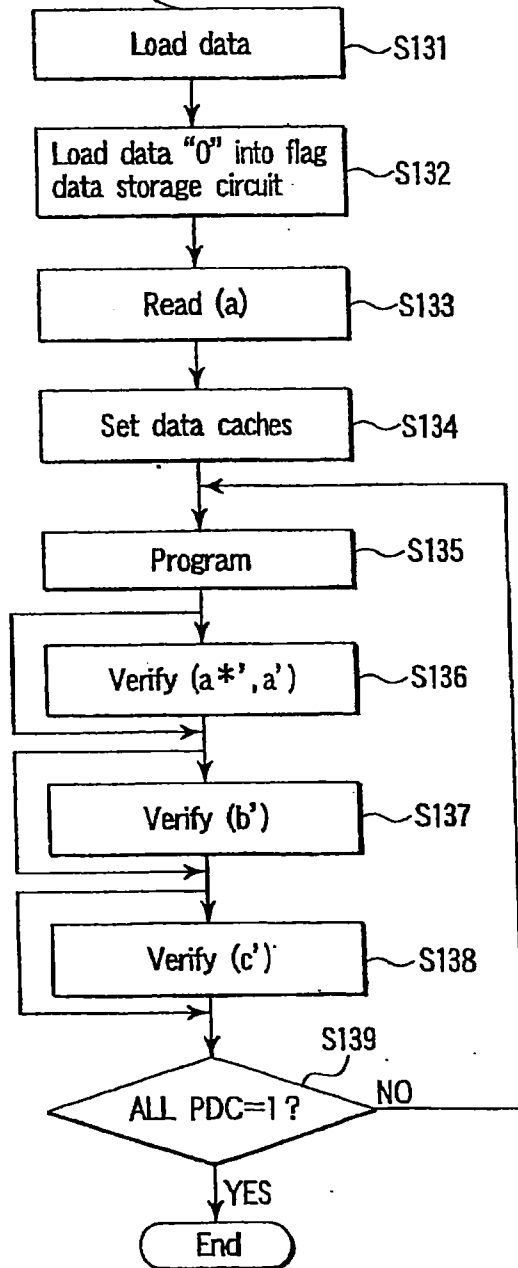 Load data
S131
Load data "0" into flag
data storage circuit
S132
Read (a)
S133
Set data caches
S134
Program
S135
Verify (a*', a')
S136
Verify (b')
S137
Verify (c')
S138
S139
ALL PDC=1?
NO
YES
End